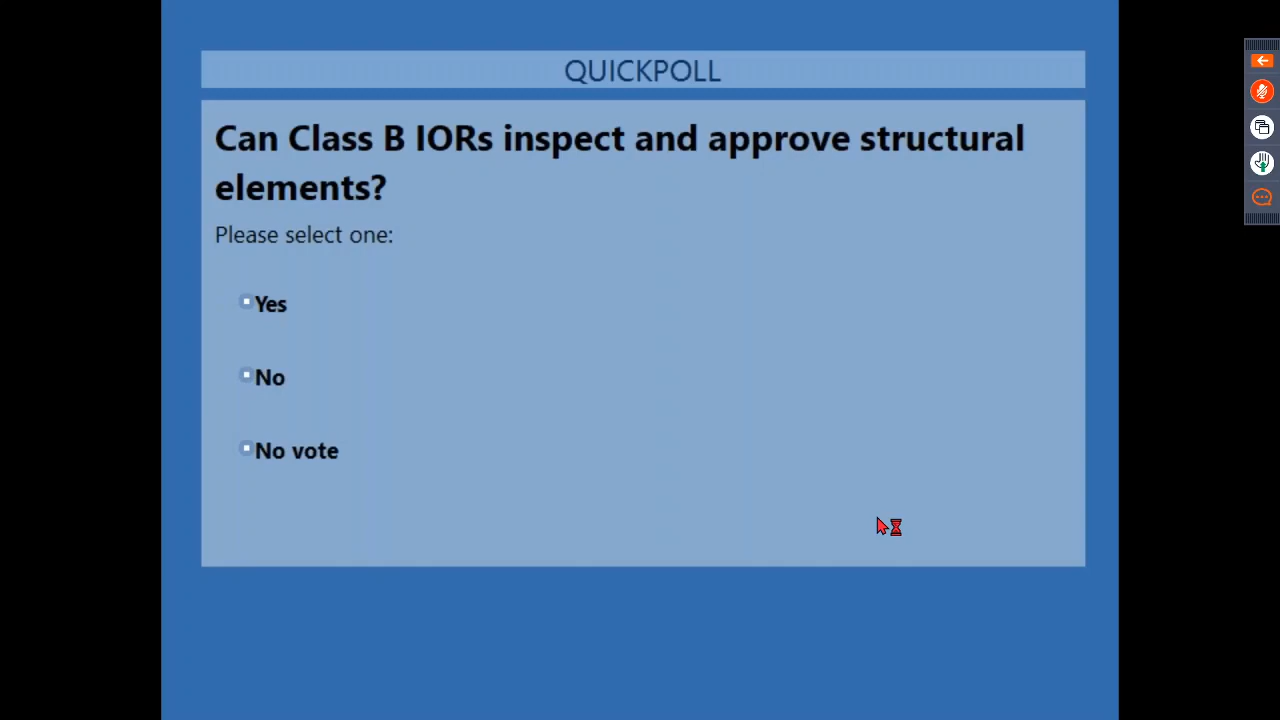 QUICKPOLL
Can Class B IORs inspect and approve structural
elements?
Please select one:
Yes
No
No vote